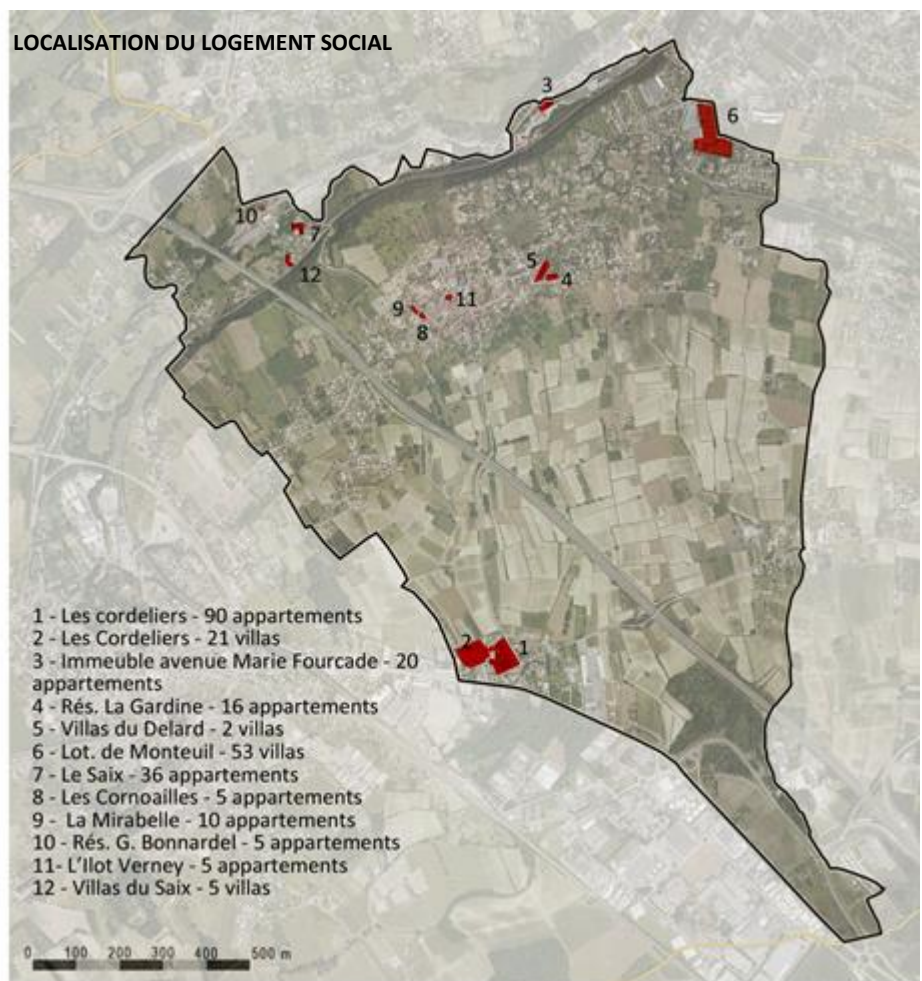 LOCALISATION DU LOGEMENT SOCIAL
3
6
10
7
12
5
4
11
9
8
2
1
1 - Les cordeliers - 90 appartements
2 - Les Cordeliers - 21 villas
3 - Immeuble avenue Marie Fourcade - 20
appartements
4 - Rés. La Gardine - 16 appartements
5 - Villas du Delard - 2 villas
6 - Lot. de Monteuil - 53 villas
7 - Le Saix - 36 appartements
8 - Les Cornoailles - 5 appartements
9 - La Mirabelle - 10 appartements
10 - Rés. G. Bonnardel - 5 appartements
11- L'Ilot Verney - 5 appartements
12 - Villas du Saix - 5 villas
0 100 200 300 400 500 m